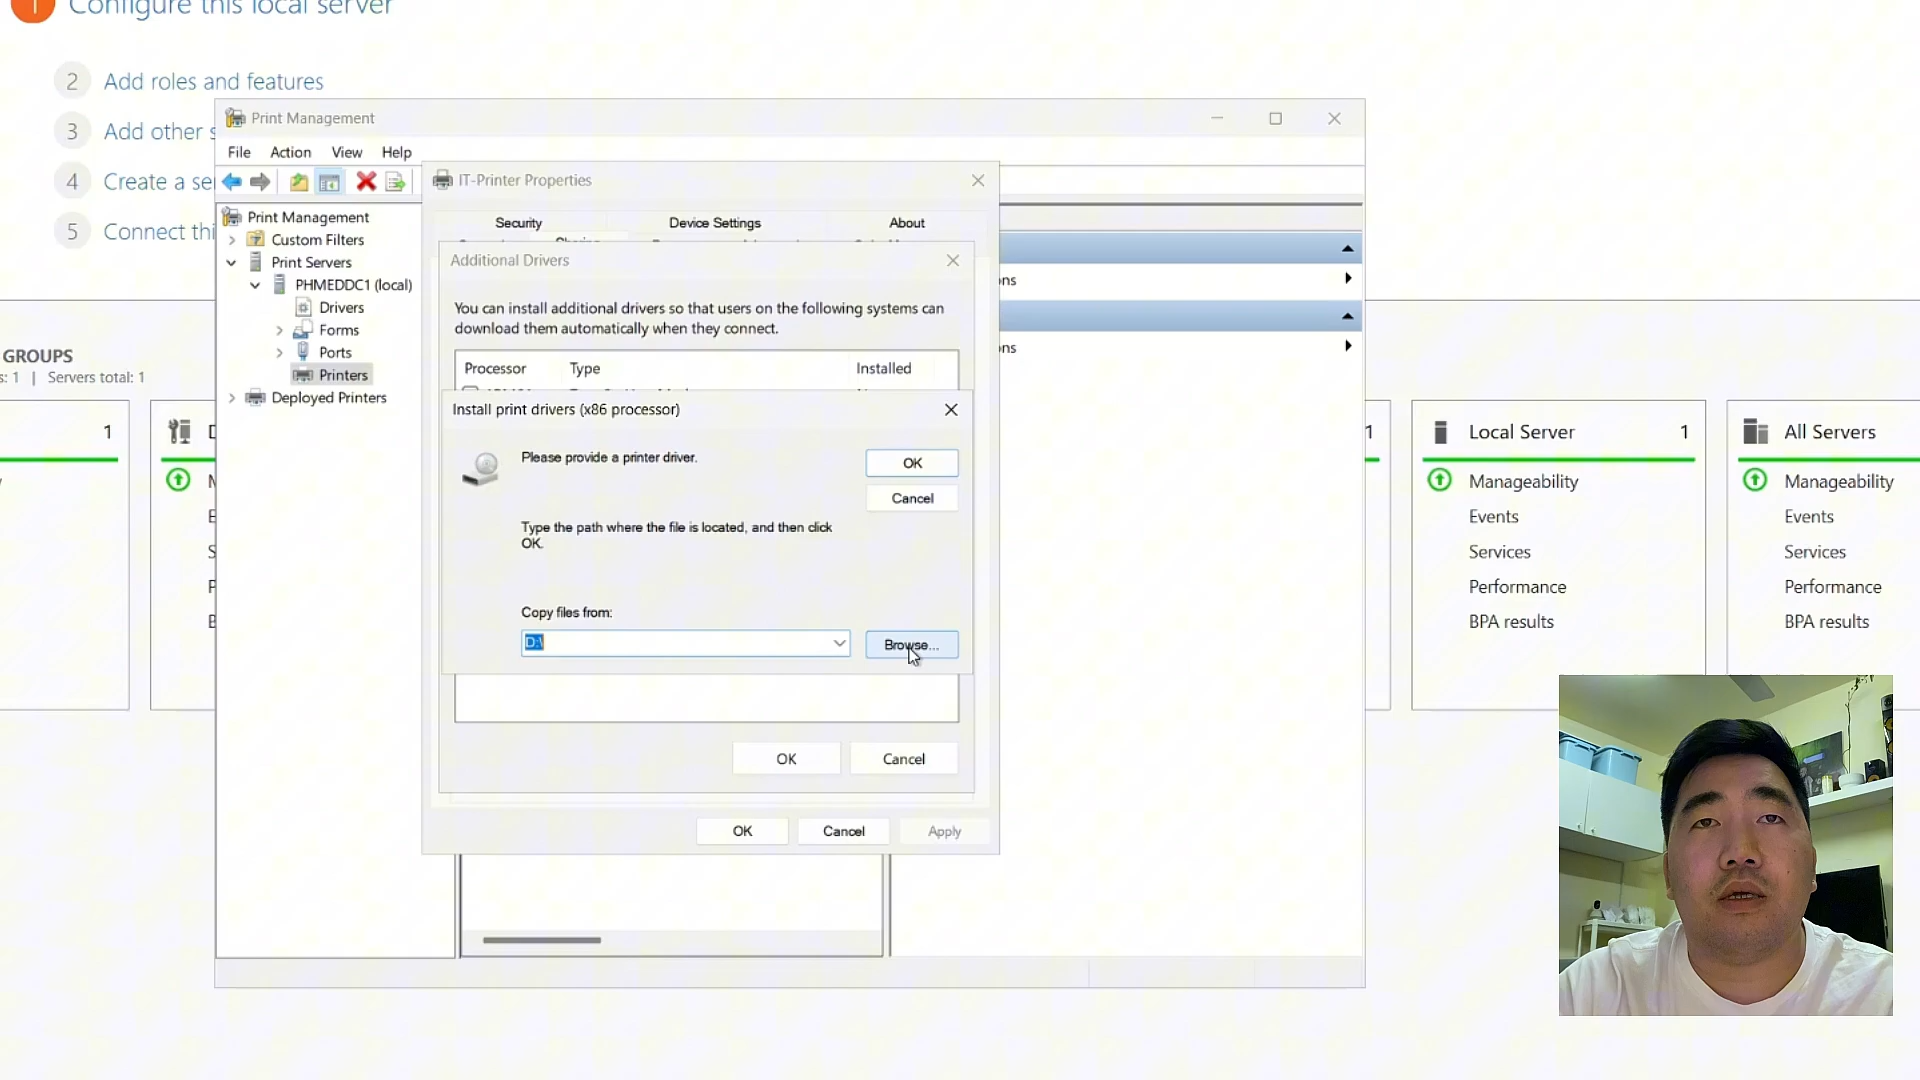 1 Configure this local server
2 Add roles and features
3 Add other s
4 Create a se
5 Connect thi
GROUPS
s: 1 | Servers total: 1
1
Print Management
File Action View Help
Print Management
Custom Filters
Print Servers
PHMEDDC1 (local)
Drivers
Forms
Ports
Printers
Deployed Printers
IT-Printer Properties
Security Device Settings About
Sharing
Additional Drivers
You can install additional drivers so that users on the following systems can
download them automatically when they connect.
Processor Type Installed
Install print drivers (x86 processor)
Please provide a printer driver.
OK
Cancel
Type the path where the file is located, and then click
OK.
Copy files from:
D:\
Browse...
OK Cancel
OK Cancel Apply
ons
ons
1
Local Server 1
Manageability
Events
Services
Performance
BPA results
All Servers
Manageability
Events
Services
Performance
BPA results